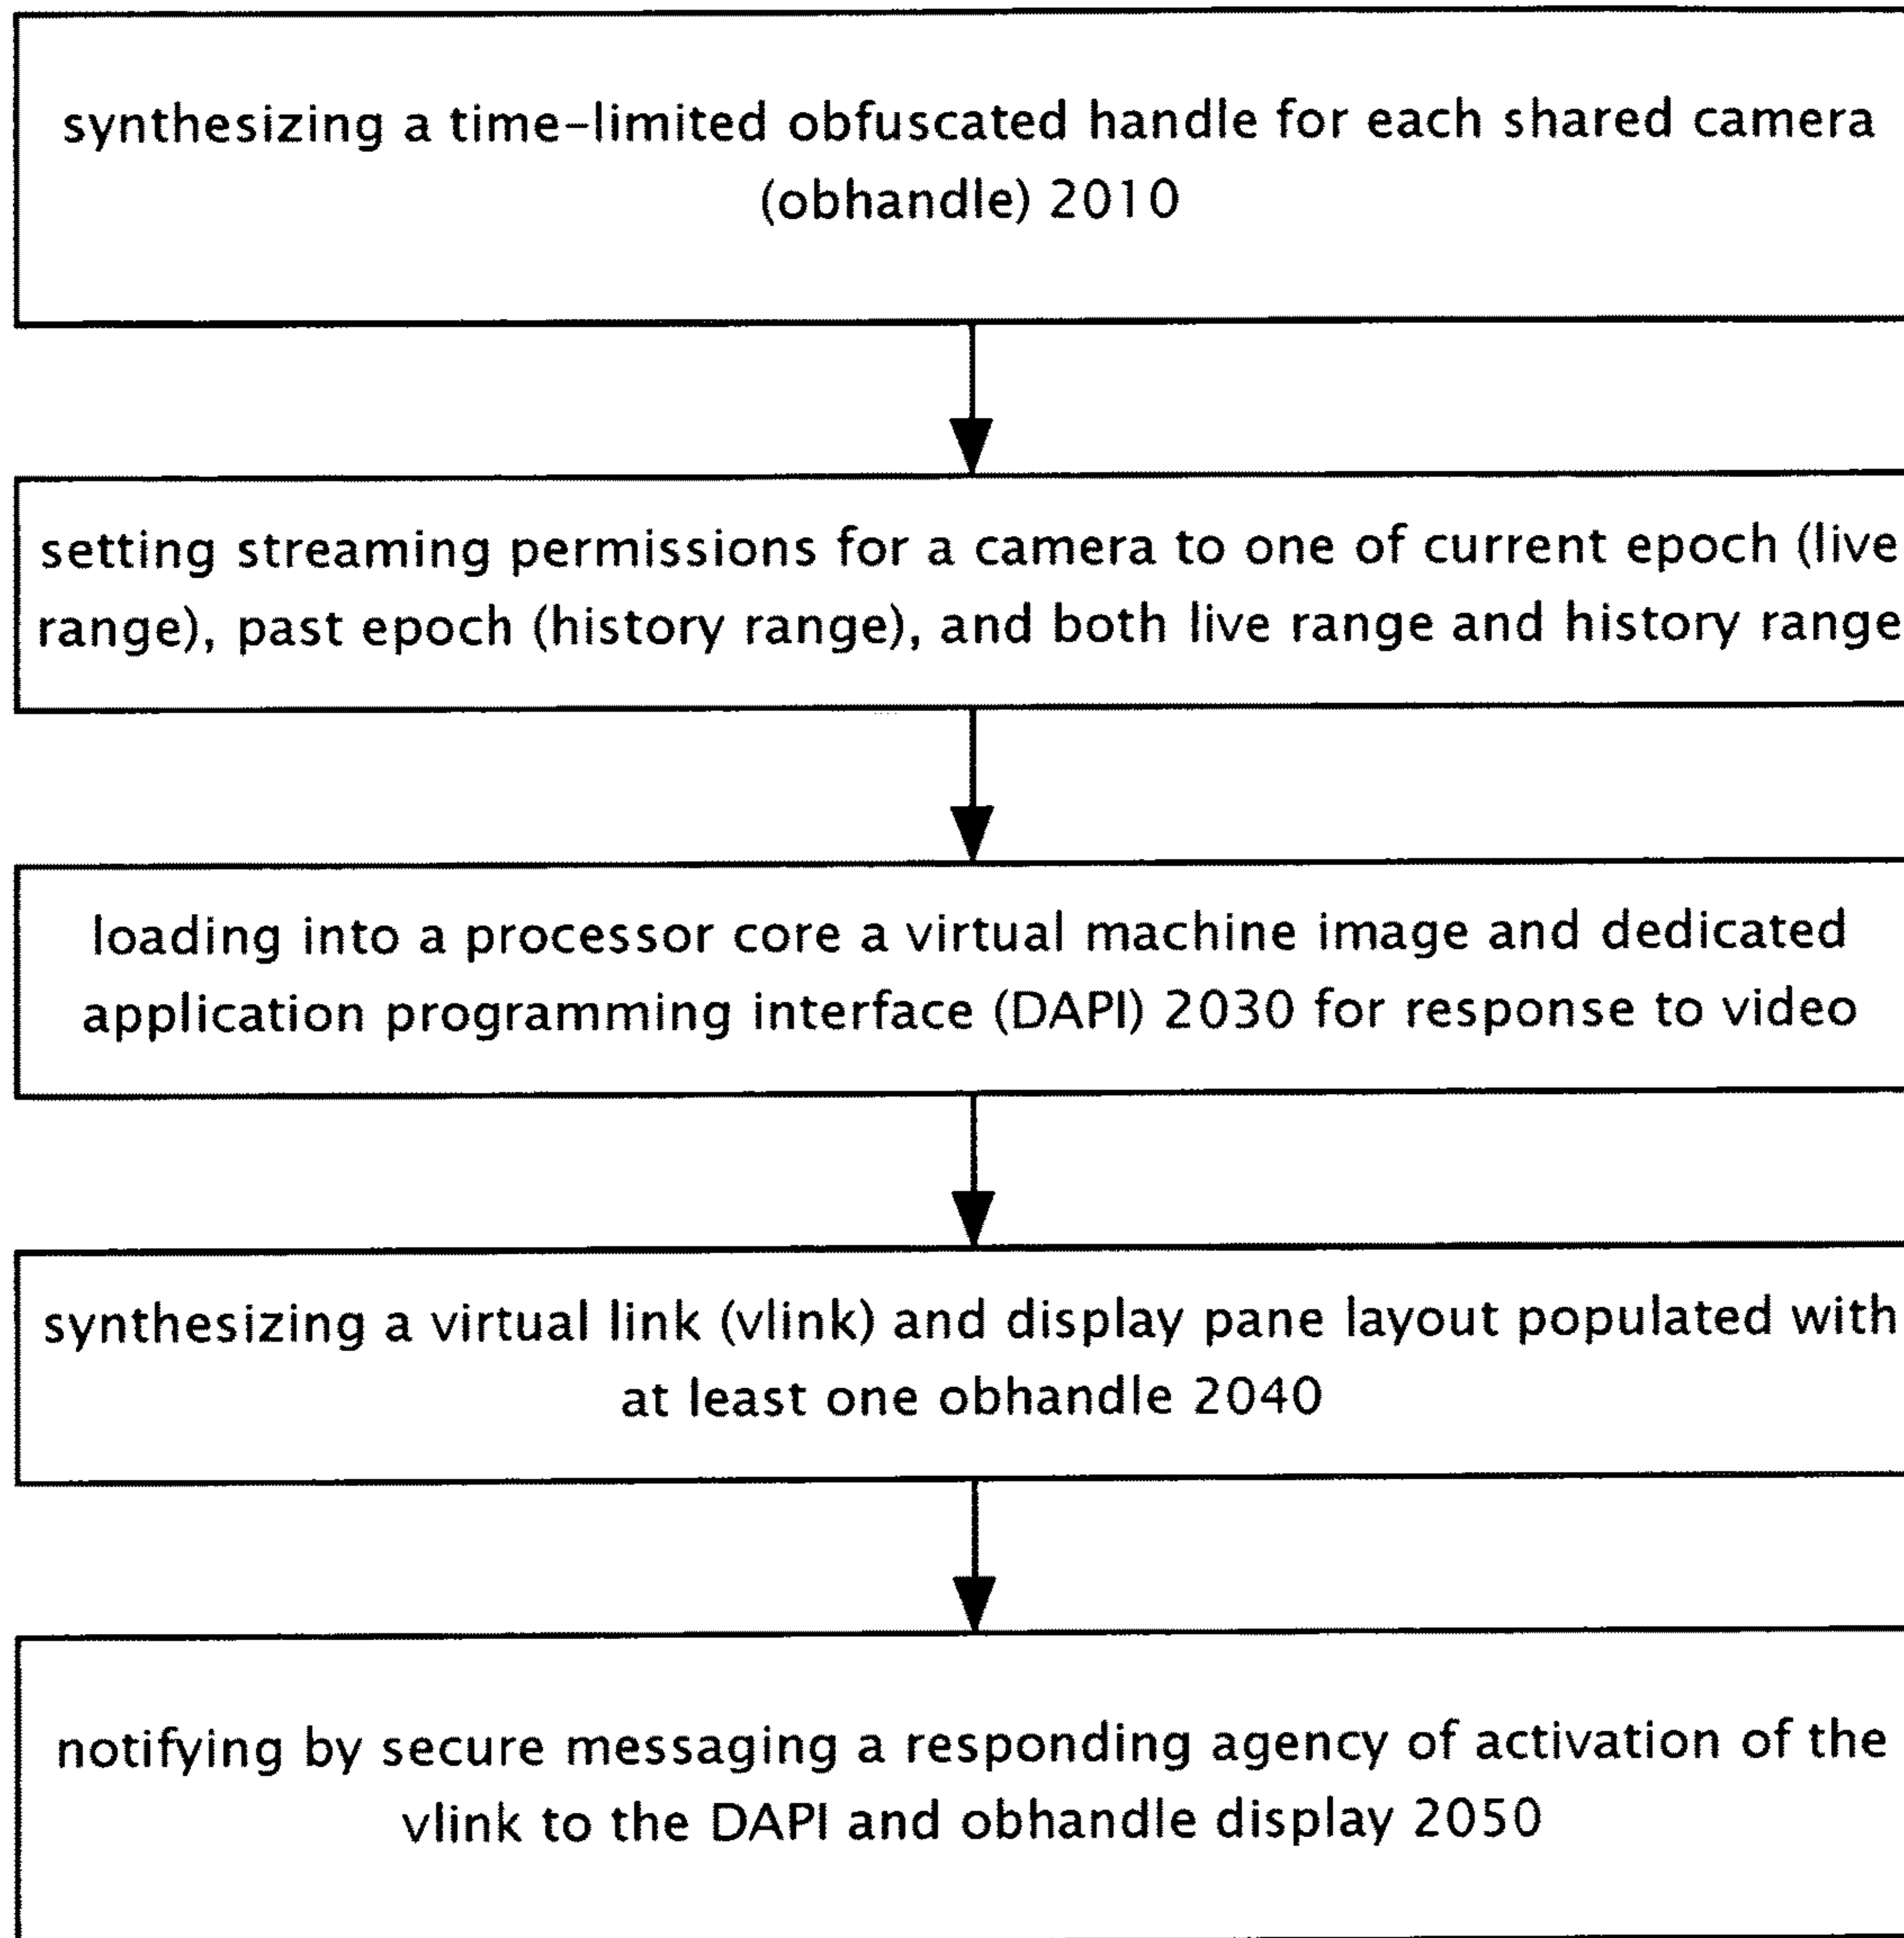 synthesizing a time-limited obfuscated handle for each shared camera
(obhandle) 2010
setting streaming permissions for a camera to one of current epoch (live
range), past epoch (history range), and both live range and history range
loading into a processor core a virtual machine image and dedicated
application programming interface (DAPI) 2030 for response to video
synthesizing a virtual link (vlink) and display pane layout populated with
at least one obhandle 2040
notifying by secure messaging a responding agency of activation of the
vlink to the DAPI and obhandle display 2050